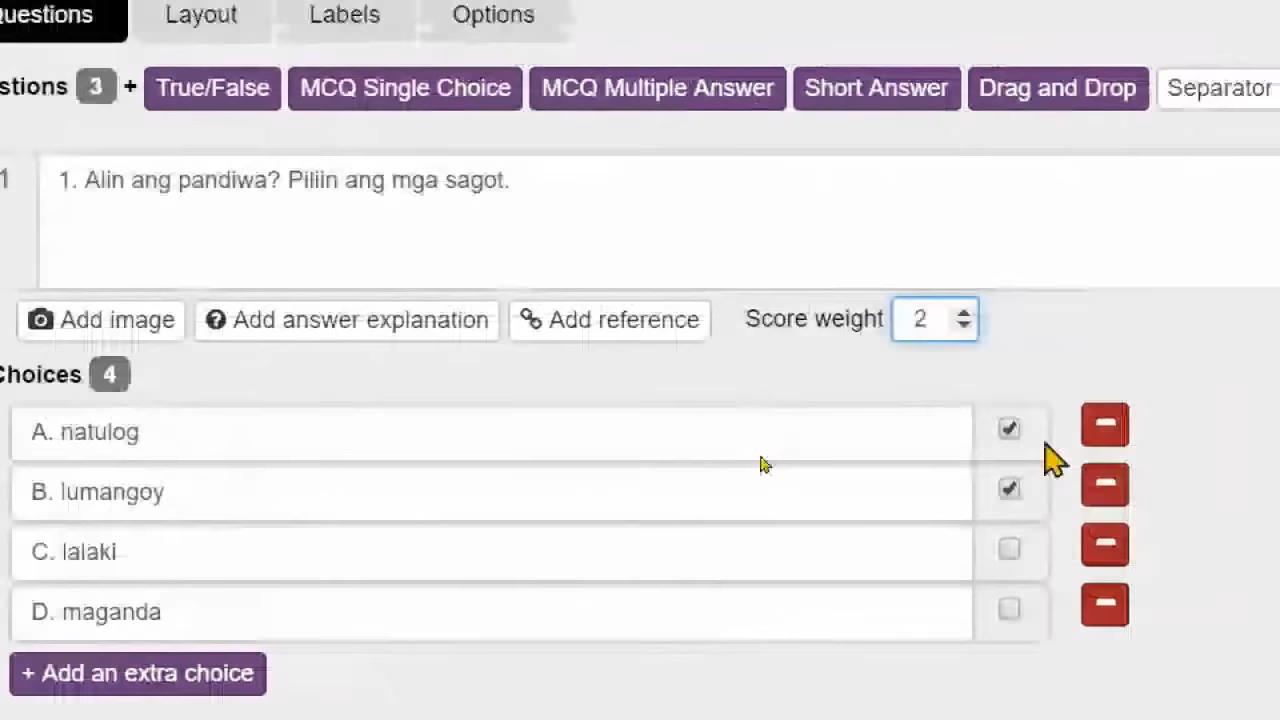 Questions Layout Labels Options
stions 3 + True/False MCQ Single Choice MCQ Multiple Answer Short Answer Drag and Drop Separator
1
1. Alin ang pandiwa? Piliin ang mga sagot.
Add image Add answer explanation Add reference Score weight 2
Choices 4
A. natulog
B. lumangoy
C. lalaki
D. maganda
+ Add an extra choice